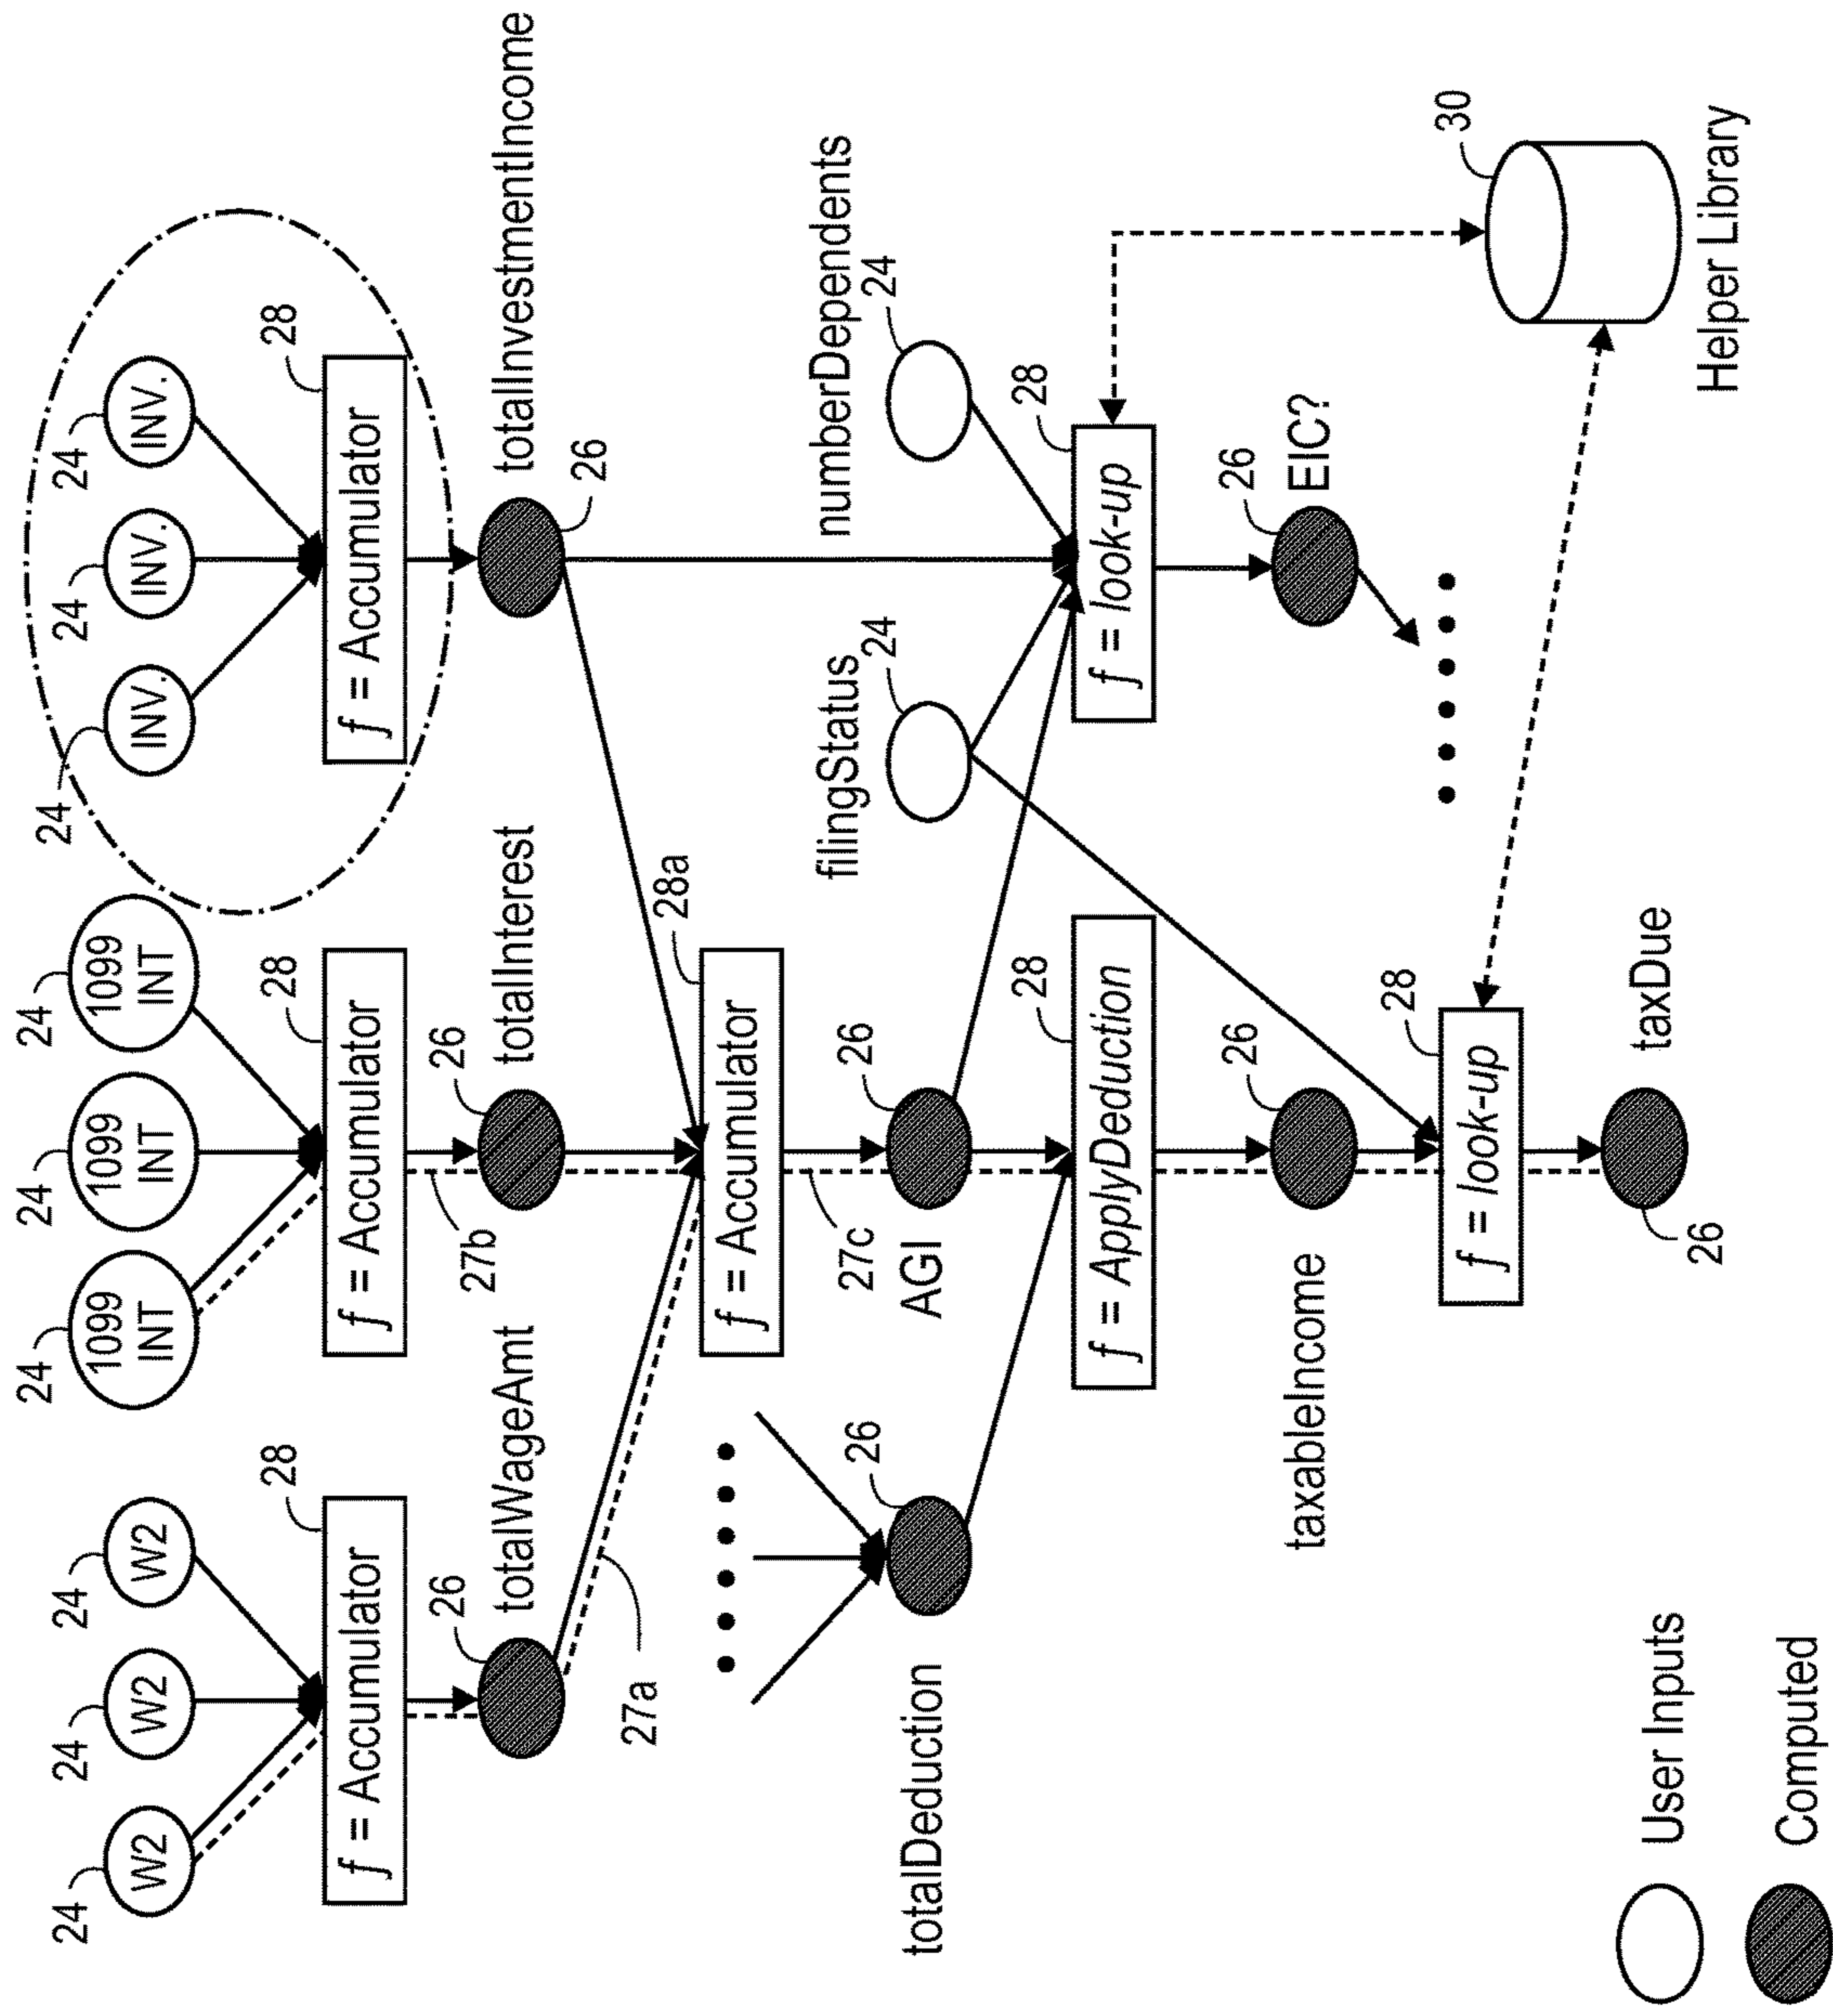 24
24
24
24
24
24
24
24
24
W2
W2
W2
1099
INT
1099
INT
1099
INT
INV.
INV.
INV.
28
28
28
f = Accumulator
f = Accumulator
f = Accumulator
26
totalWageAmt
26
totalInterest
totalInvestmentIncome
26
27a
27b
28a
f = Accumulator
27c
26
26
filingStatus
24
numberDependents
24
totalDeduction
AGI
28
28
f = ApplyDeduction
f = look-up
26
26
taxableIncome
EIC?
28
30
f = look-up
Helper Library
taxDue
26
User Inputs
Computed